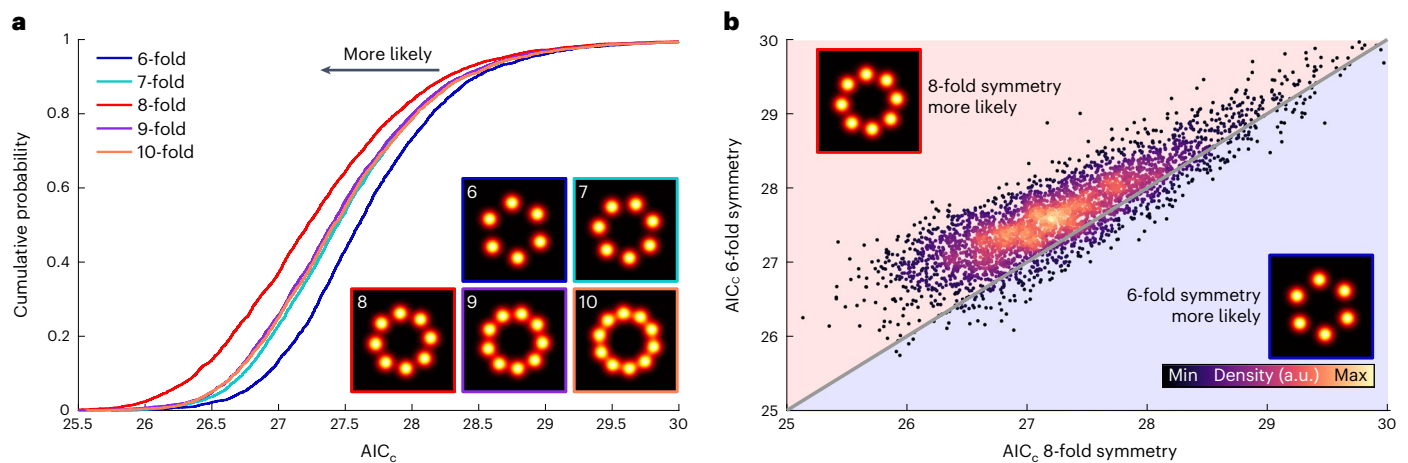 a
1
0.8
0.6
0.4
0.2
0
Cumulative probability
6-fold
7-fold
8-fold
9-fold
10-fold
More likely
6
7
8
9
10
25.5
26
26.5
27
27.5
28
28.5
29
29.5
30
AICc
b
30
29
28
27
26
25
AICc 6-fold symmetry
8-fold symmetry
more likely
6-fold symmetry
more likely
Min Density (a.u.) Max
25
26
27
28
29
30
AICc 8-fold symmetry